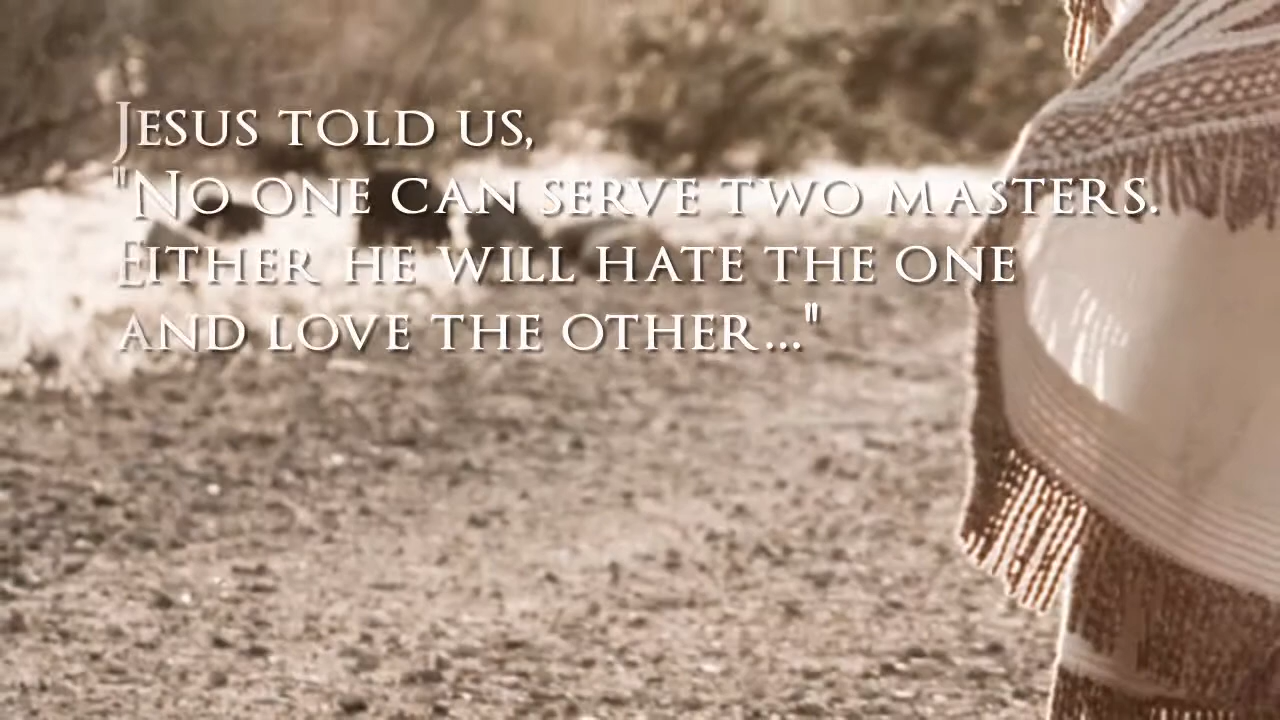 Jesus told us,
"No one can serve two masters.
Either he will hate the one
and love the other..."